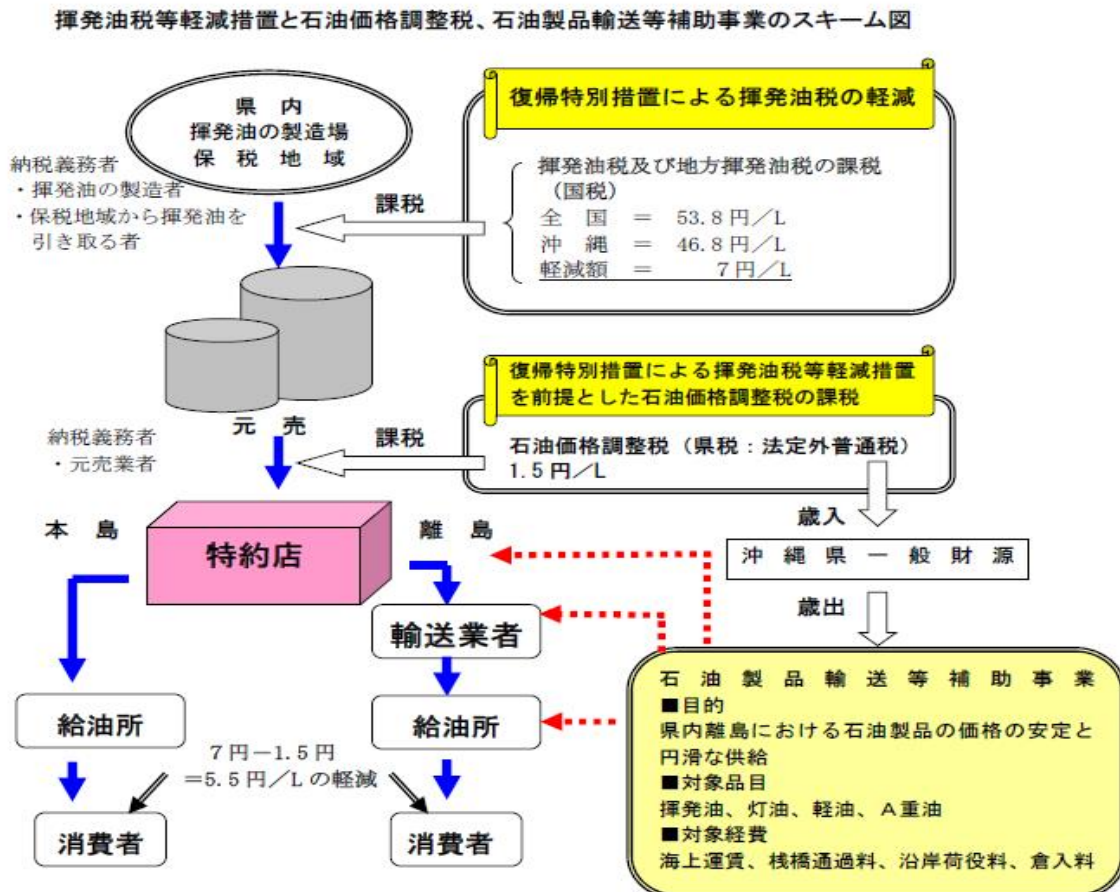 揮発油税等軽減措置と石油価格調整税、石油製品輸送等補助事業のスキーム図
県 内
揮発油の製造場
保 税 地 域
納税義務者
・揮発油の製造者
・保税地域から揮発油を
引き取る者
課税
復帰特別措置による揮発油税の軽減
揮発油税及び地方揮発油税の課税
(国税)
全 国 = 53.8 円/L
沖 縄 = 46.8 円/L
軽減額 = 7 円/L
元 売
納税義務者
・元売業者
課税
復帰特別措置による揮発油税等軽減措置
を前提とした石油価格調整税の課税
石油価格調整税(県税:法定外普通税)
1.5 円/L
歳入
沖 縄 県 一 般 財 源
歳出
本 島
特約店
離 島
輸送業者
給油所
給油所
7 円-1.5 円
=5.5 円/L の軽減
消費者
消費者
石 油 製 品 輸 送 等 補 助 事 業
■目的
県内離島における石油製品の価格の安定と
円滑な供給
■対象品目
揮発油、灯油、軽油、A重油
■対象経費
海上運賃、桟橋通過料、沿岸荷役料、倉入料